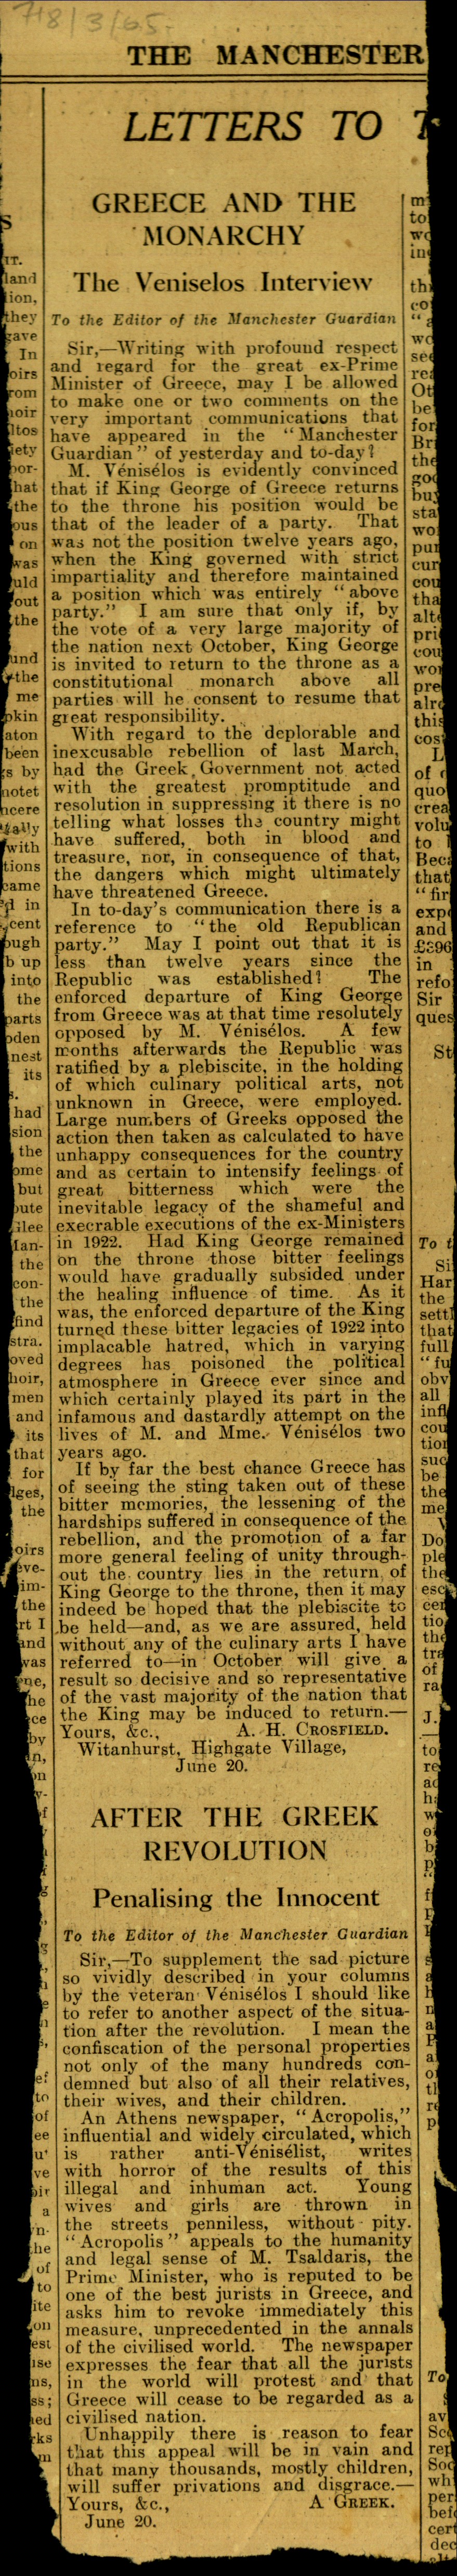 718/3/65.
THE MANCHESTER
LETTERS TO T
GREECE AND THE
MONARCHY
The Veniselos Interview
To the Editor of the Manchester Guardian
Sir,—Writing with profound respect
and regard for the great ex-Prime
Minister of Greece, may I be allowed
to make one or two comments on the
very important communications that
have appeared in the "Manchester
Guardian" of yesterday and to-day?
M. Vénisélos is evidently convinced
that if King George of Greece returns
to the throne his position would be
that of the leader of a party. That
was not the position twelve years ago,
when the King governed with strict
impartiality and therefore maintained
a position which was entirely "above
party." I am sure that only if, by
the vote of a very large majority of
the nation next October, King George
is invited to return to the throne as a
constitutional monarch above all
parties will he consent to resume that
great responsibility.
With regard to the deplorable and
inexcusable rebellion of last March,
had the Greek Government not acted
with the greatest promptitude and
resolution in suppressing it there is no
telling what losses the country might
have suffered, both in blood and
treasure, nor, in consequence of that,
the dangers which might ultimately
have threatened Greece.
In to-day's communication there is a
reference to "the old Republican
party." May I point out that it is
less than twelve years since the
Republic was established? The
enforced departure of King George
from Greece was at that time resolutely
opposed by M. Vénisélos. A few
months afterwards the Republic was
ratified by a plebiscite, in the holding
of which culinary political arts, not
unknown in Greece, were employed.
Large numbers of Greeks opposed the
action then taken as calculated to have
unhappy consequences for the country
and as certain to intensify feelings of
great bitterness which were the
inevitable legacy of the shameful and
execrable executions of the ex-Ministers
in 1922. Had King George remained
on the throne those bitter feelings
would have gradually subsided under
the healing influence of time. As it
was, the enforced departure of the King
turned these bitter legacies of 1922 into
implacable hatred, which in varying
degrees has poisoned the political
atmosphere in Greece ever since and
which certainly played its part in the
infamous and dastardly attempt on the
lives of M. and Mme. Vénisélos two
years ago.
If by far the best chance Greece has
of seeing the sting taken out of these
bitter memories, the lessening of the
hardships suffered in consequence of the
rebellion, and the promotion of a far
more general feeling of unity through-
out the country lies in the return of
King George to the throne, then it may
indeed be hoped that the plebiscite to
be held—and, as we are assured, held
without any of the culinary arts I have
referred to—in October will give a
result so decisive and so representative
of the vast majority of the nation that
the King may be induced to return.—
Yours, &c., A. H. CROSFIELD.
Witanhurst, Highgate Village,
June 20.
AFTER THE GREEK
REVOLUTION
Penalising the Innocent
To the Editor of the Manchester Guardian
Sir,—To supplement the sad picture
so vividly described in your columns
by the veteran Vénisélos I should like
to refer to another aspect of the situa-
tion after the revolution. I mean the
confiscation of the personal properties
not only of the many hundreds con-
demned but also of all their relatives,
their wives, and their children.
An Athens newspaper, "Acropolis,"
influential and widely circulated, which
is rather anti-Vénisélist, writes
with horror of the results of this
illegal and inhuman act. Young
wives and girls are thrown in
the streets penniless, without pity.
"Acropolis" appeals to the humanity
and legal sense of M. Tsaldaris, the
Prime Minister, who is reputed to be
one of the best jurists in Greece, and
asks him to revoke immediately this
measure, unprecedented in the annals
of the civilised world. The newspaper
expresses the fear that all the jurists
in the world will protest and that
Greece will cease to be regarded as a
civilised nation.
Unhappily there is reason to fear
that this appeal will be in vain and
that many thousands, mostly children,
will suffer privations and disgrace.—
Yours, &c., A GREEK.
June 20.